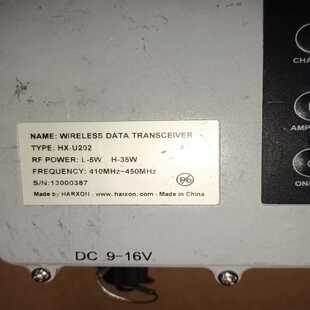 NAME: WIRELESS DATA TRANSCEIVER
TYPE: HX-U202
RF POWER: L-5W H-35W
FREQUENCY: 410MHz~450MHz
S/N:13000387
Made by HARXON - www.harxon.com - Made in China
DC 9-16V